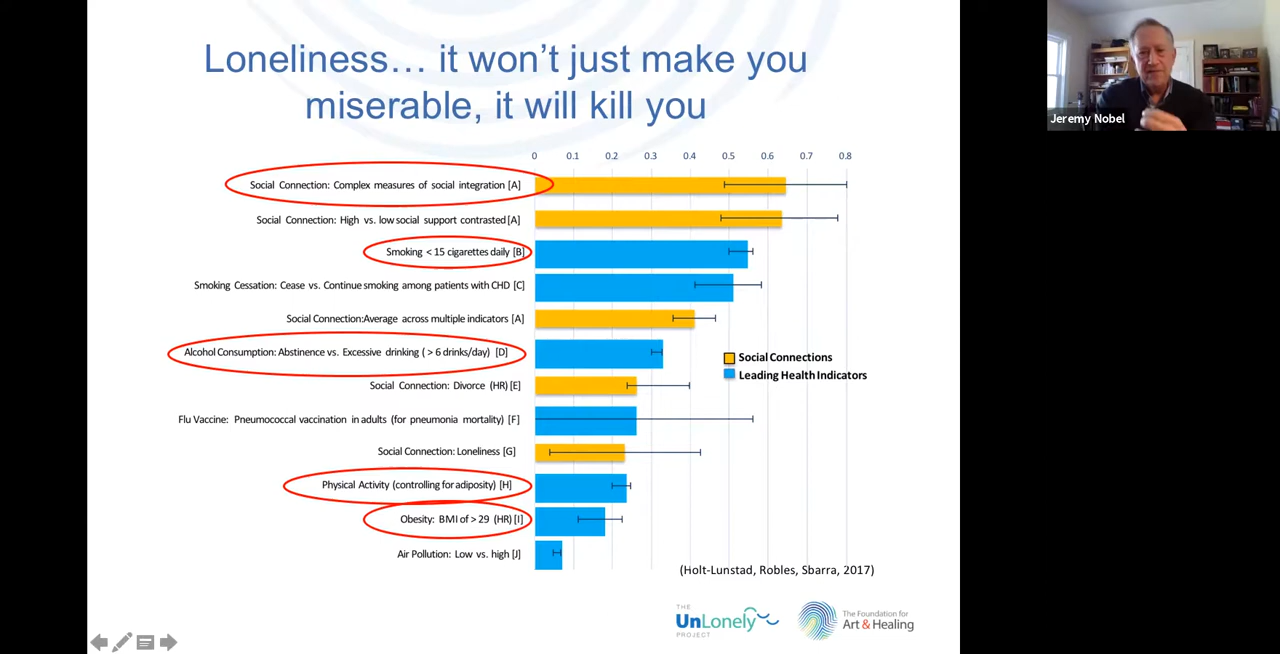 Loneliness… it won’t just make you
miserable, it will kill you
Jeremy Nobel
0 0.1 0.2 0.3 0.4 0.5 0.6 0.7 0.8
Social Connection: Complex measures of social integration [A]
Social Connection: High vs. low social support contrasted [A]
Smoking < 15 cigarettes daily [B]
Smoking Cessation: Cease vs. Continue smoking among patients with CHD [C]
Social Connection:Average across multiple indicators [A]
Alcohol Consumption: Abstinence vs. Excessive drinking ( > 6 drinks/day) [D]
Social Connection: Divorce (HR) [E]
Flu Vaccine: Pneumococcal vaccination in adults (for pneumonia mortality) [F]
Social Connection: Loneliness [G]
Physical Activity (controlling for adiposity) [H]
Obesity: BMI of > 29 (HR) [I]
Air Pollution: Low vs. high [J]
Social Connections
Leading Health Indicators
(Holt-Lunstad, Robles, Sbarra, 2017)
THE
UnLonely
PROJECT
The Foundation for
Art & Healing